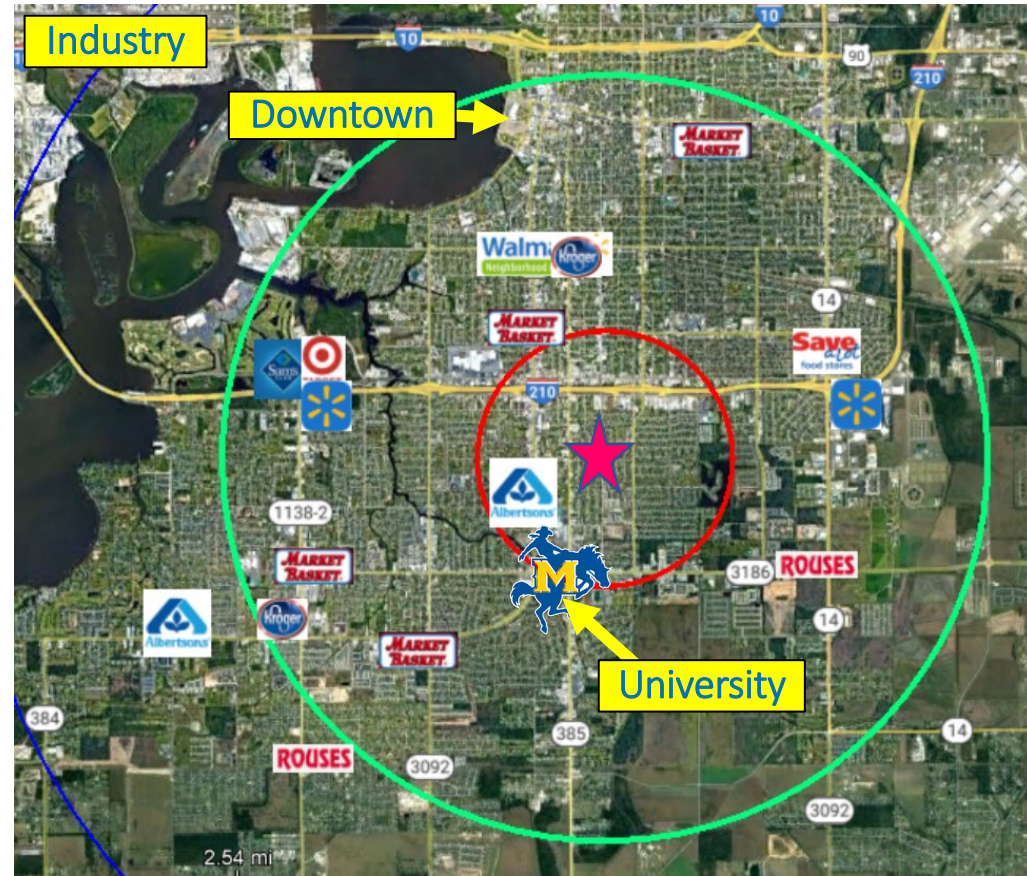 10
Industry
10
90
210
Downtown
MARKET
BASKET
Walm
Neighborhood
Kroger
14
MARKET
BASKET
Save
a lot
food stores
Sam's
CLUB
210
Albertsons
1138-2
MARKET
BASKET
M
3186
ROUSES
Albertsons
Kroger
14
MARKET
BASKET
University
384
385
14
ROUSES
3092
3092
2.54 mi